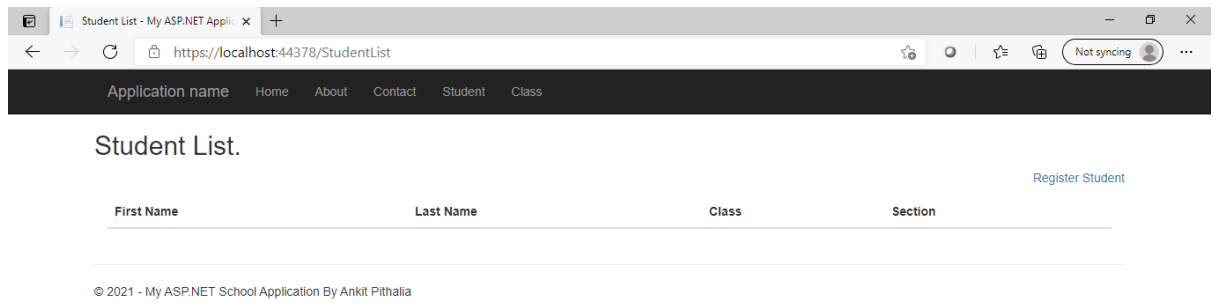 Student List - My ASP.NET Applic
https://localhost:44378/StudentList
Not syncing
Application name Home About Contact Student Class
Student List.
Register Student
First Name Last Name Class Section
© 2021 - My ASP.NET School Application By Ankit Pithalia